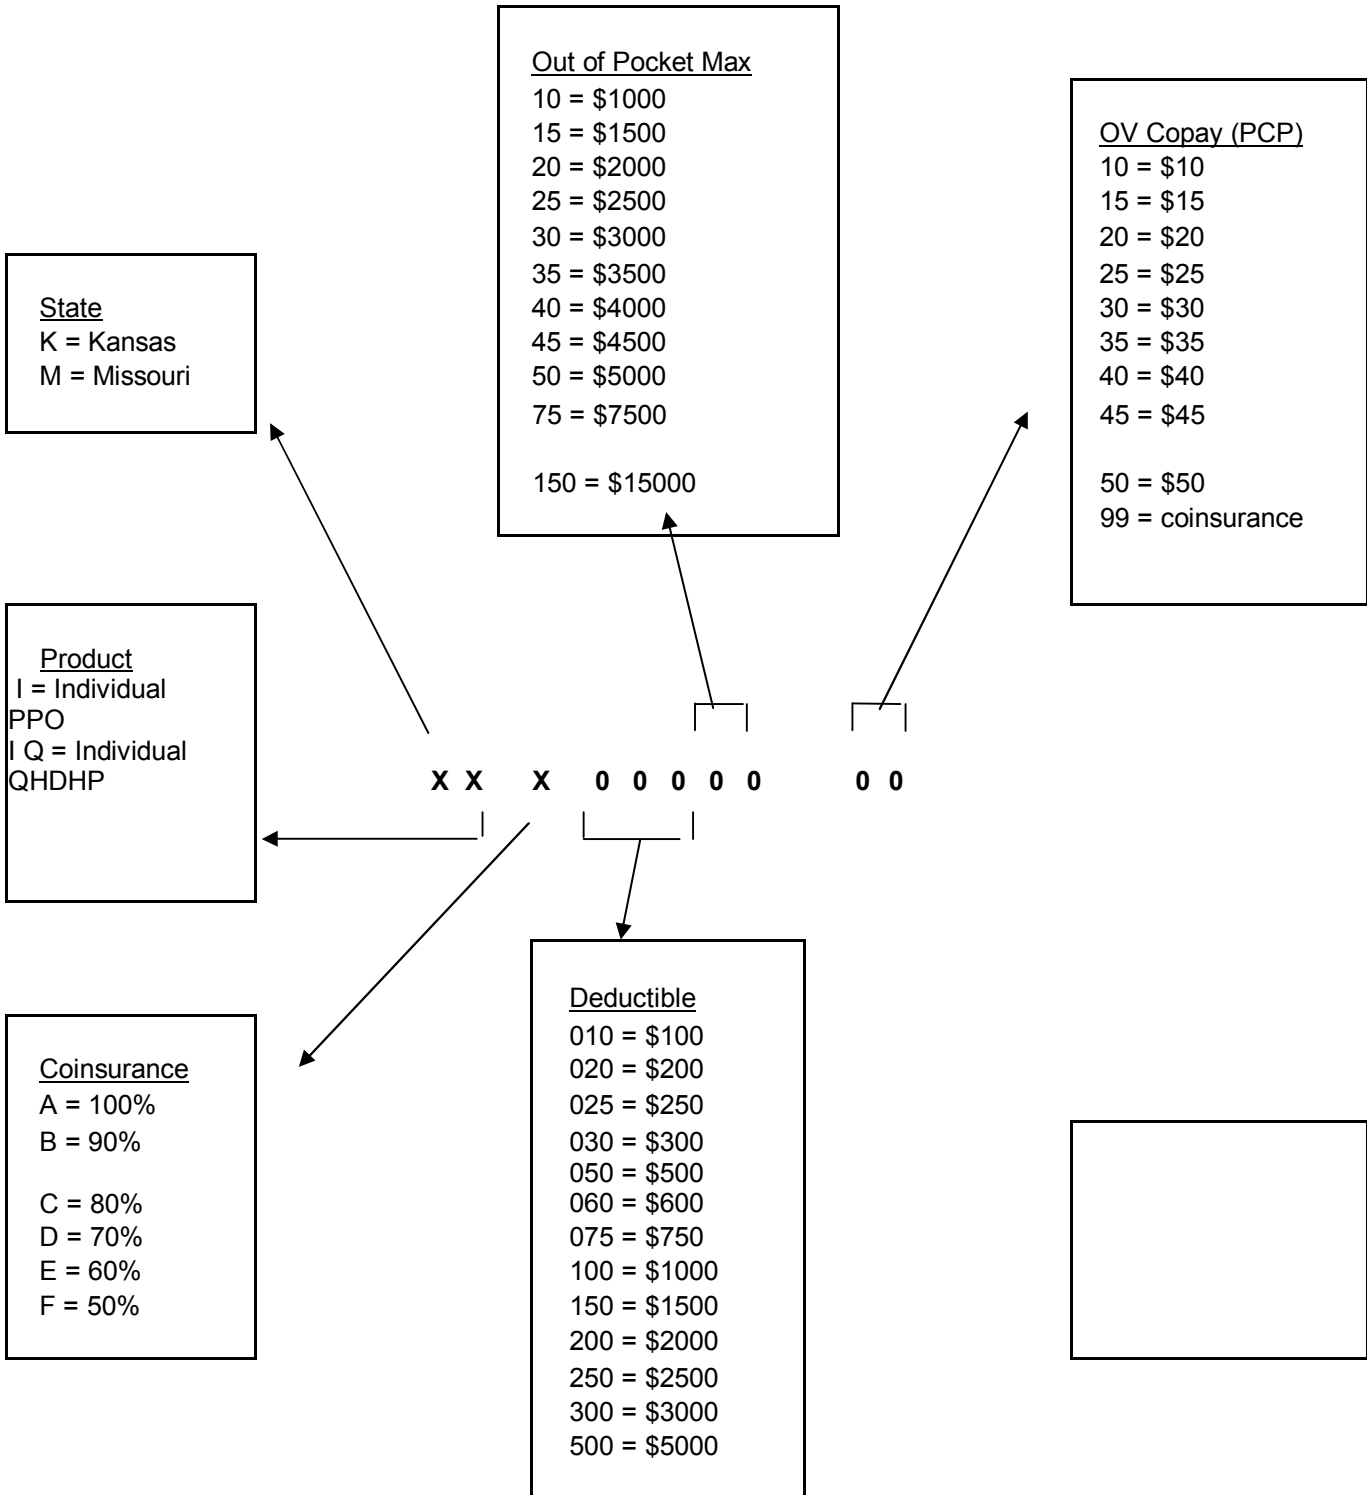 Out of Pocket Max
10 = $1000
15 = $1500
20 = $2000
25 = $2500
30 = $3000
35 = $3500
40 = $4000
45 = $4500
50 = $5000
75 = $7500
150 = $15000
OV Copay (PCP)
10 = $10
15 = $15
20 = $20
25 = $25
30 = $30
35 = $35
40 = $40
45 = $45
50 = $50
99 = coinsurance
State
K = Kansas
M = Missouri
Product
I = Individual
PPO
I Q = Individual
QHDHP
X X X 0 0 0 0 0 0 0
Coinsurance
A = 100%
B = 90%
C = 80%
D = 70%
E = 60%
F = 50%
Deductible
010 = $100
020 = $200
025 = $250
030 = $300
050 = $500
060 = $600
075 = $750
100 = $1000
150 = $1500
200 = $2000
250 = $2500
300 = $3000
500 = $5000